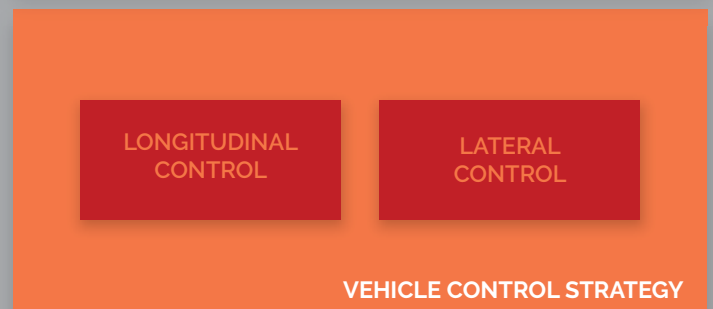 LONGITUDINAL
CONTROL
LATERAL
CONTROL
VEHICLE CONTROL STRATEGY